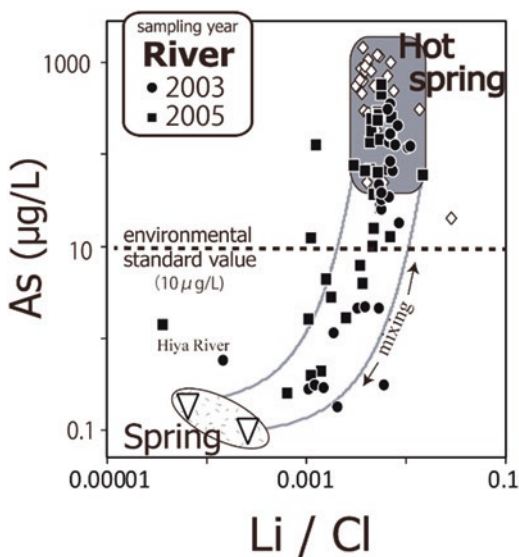 sampling year
River
● 2003
■ 2005
Hot
spring
1000
10
0.1
As (μg/L)
environmental
standard value
(10μg/L)
mixing
Hiya River
Spring
0.00001
0.001
0.1
Li / Cl